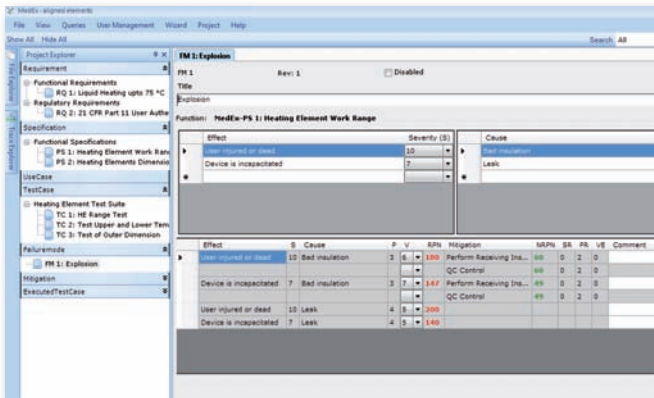 MedEx - aligned elements
File View Queries User Management Wizard Project Help
Show All Hide All Search: All
Project Explorer
File Explorer
Trace Explorer
Requirement
Functional Requirements
RQ 1: Liquid Heating upto 75 °C
Regulatory Requirements
RQ 2: 21 CFR Part 11 User Authe
Specification
Functional Specifications
PS 1: Heating Element Work Ran
PS 2: Heating Elements Dimensio
UseCase
TestCase
Heating Element Test Suite
TC 1: HE Range Test
TC 2: Test Upper and Lower Tem
TC 3: Test of Outer Dimension
Failuremode
FM 1: Explosion
Mitigation
ExecutedTestCase
FM 1: Explosion
FM 1 Rev: 1 Disabled
Title
Explosion
Function: MedEx-PS 1: Heating Element Work Range
Effect Severity (S)
User injured or dead 10
Device is incapacitated 7
Cause
Bad insulation
Leak
Effect S Cause P V RPN Mitigation NRPN SR PR VE Comment
User injured or dead 10 Bad insulation 3 6 180 Perform Receiving Ins... 60 0 2 0
QC Control 60 0 2 0
Device is incapacitated 7 Bad insulation 3 7 147 Perform Receiving Ins... 49 0 2 0
QC Control 49 0 2 0
User injured or dead 10 Leak 4 5 200
Device is incapacitated 7 Leak 4 5 140